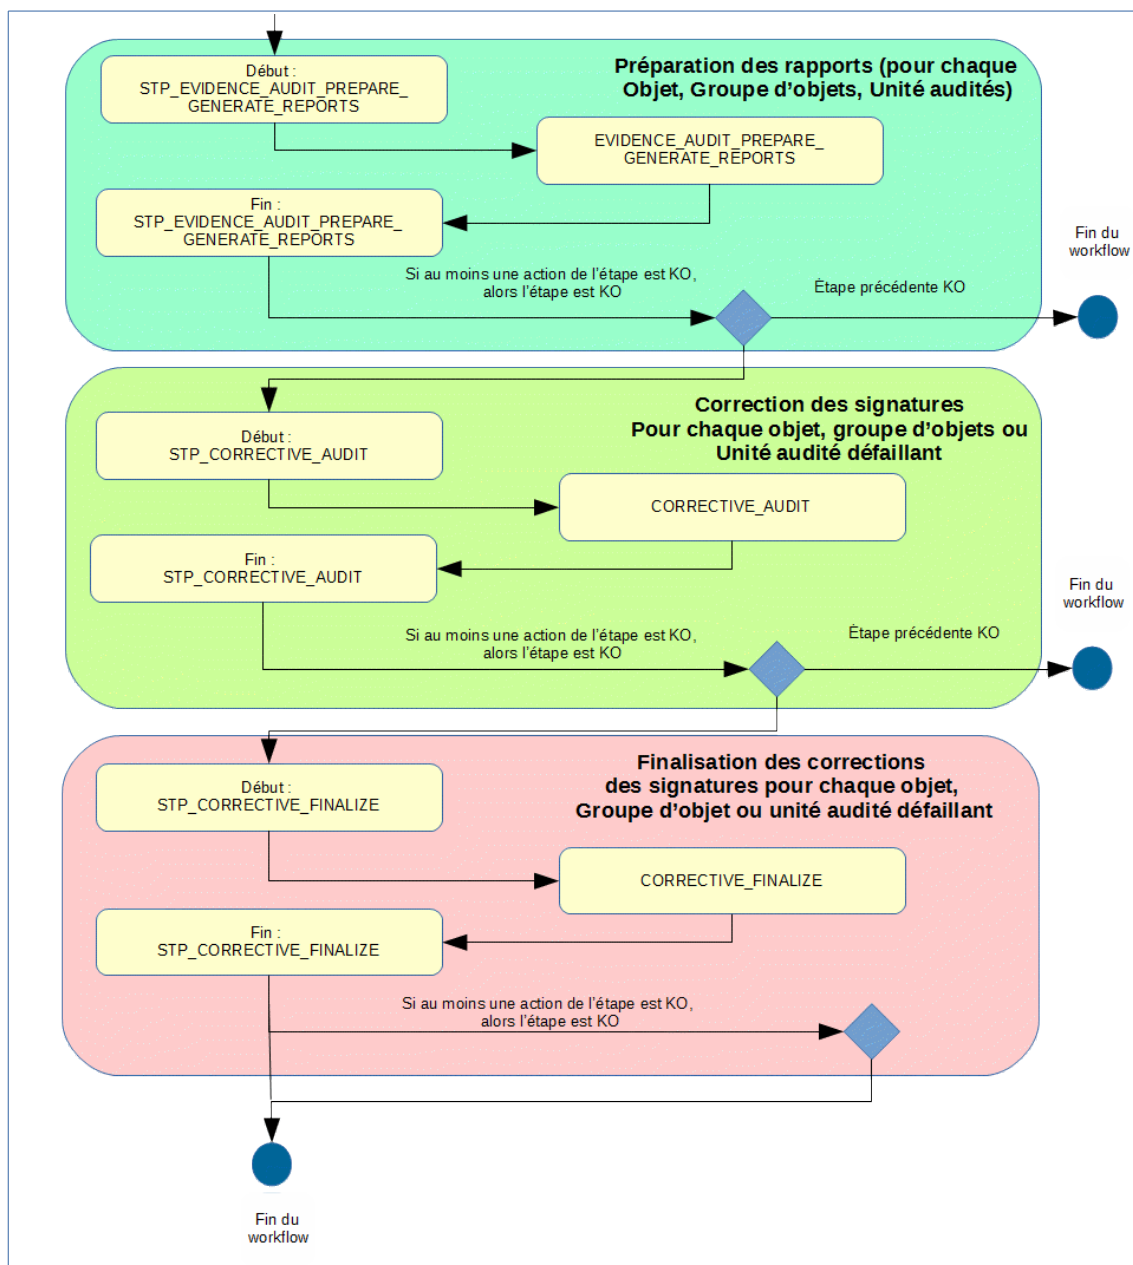 Préparation des rapports (pour chaque
Objet, Groupe d’objets, Unité audités)
Début :
STP_EVIDENCE_AUDIT_PREPARE_
GENERATE_REPORTS
EVIDENCE_AUDIT_PREPARE_
GENERATE_REPORTS
Fin :
STP_EVIDENCE_AUDIT_PREPARE_
GENERATE_REPORTS
Si au moins une action de l’étape est KO,
alors l’étape est KO
Étape précédente KO
Fin du
workflow
Correction des signatures
Pour chaque objet, groupe d’objets ou
Unité audité défaillant
Début :
STP_CORRECTIVE_AUDIT
CORRECTIVE_AUDIT
Fin :
STP_CORRECTIVE_AUDIT
Si au moins une action de l’étape est KO,
alors l’étape est KO
Étape précédente KO
Fin du
workflow
Finalisation des corrections
des signatures pour chaque objet,
Groupe d’objet ou unité audité défaillant
Début :
STP_CORRECTIVE_FINALIZE
CORRECTIVE_FINALIZE
Fin :
STP_CORRECTIVE_FINALIZE
Si au moins une action de l’étape est KO,
alors l’étape est KO
Fin du
workflow